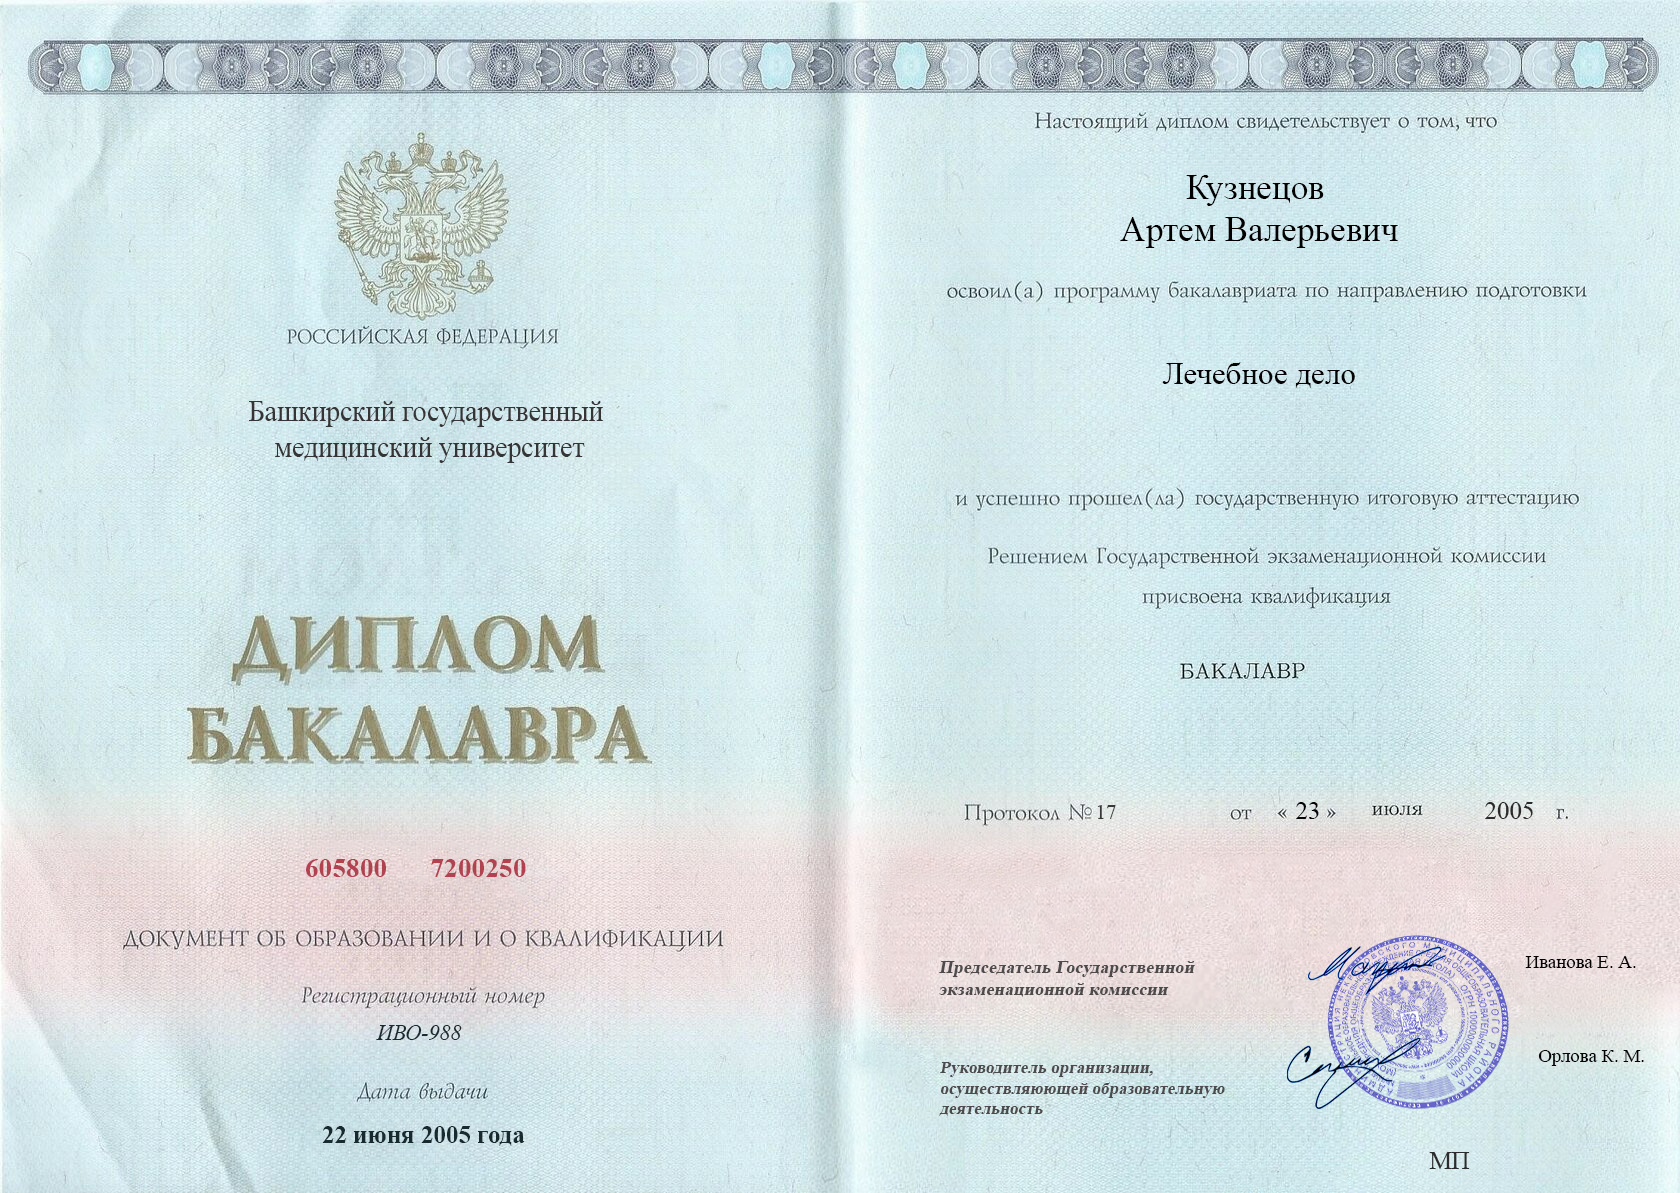 РОССИЙСКАЯ ФЕДЕРАЦИЯ
Башкирский государственный
медицинский университет
ДИПЛОМ
БАКАЛАВРА
605800 7200250
ДОКУМЕНТ ОБ ОБРАЗОВАНИИ И О КВАЛИФИКАЦИИ
Регистрационный номер
ИВО-988
Дата выдачи
22 июня 2005 года
Настоящий диплом свидетельствует о том, что
Кузнецов
Артем Валерьевич
освоил(а) программу бакалавриата по направлению подготовки
Лечебное дело
и успешно прошел(ла) государственную итоговую аттестацию
Решением Государственной экзаменационной комиссии
присвоена квалификация
БАКАЛАВР
Протокол № 17 от « 23 » июля 2005 г.
Председатель Государственной
экзаменационной комиссии
Иванова Е. А.
Руководитель организации,
осуществляюющей образовательную
деятельность
Орлова К. М.
МП